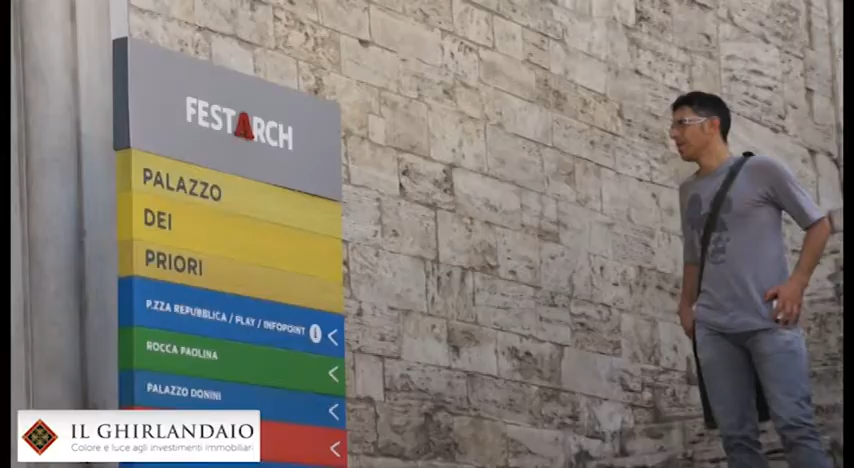 FESTARCH
PALAZZO
DEI
PRIORI
P.ZZA REPUBBLICA / PLAY / INFOPOINT i <
ROCCA PAOLINA <
PALAZZO DONINI <
<
IL GHIRLANDAIO
Colore e luce agli investimenti immobiliari